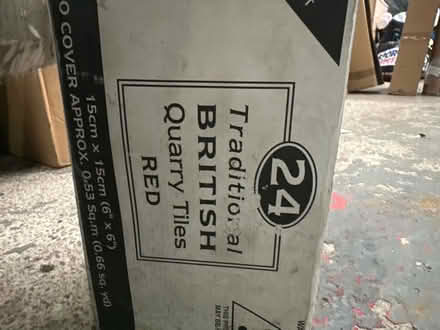 24
Traditional
BRITISH
Quarry Tiles
RED
15cm x 15cm (6" x 6")
O COVER APPROX. 0.53 Sq.m (0.66 sq. yd)